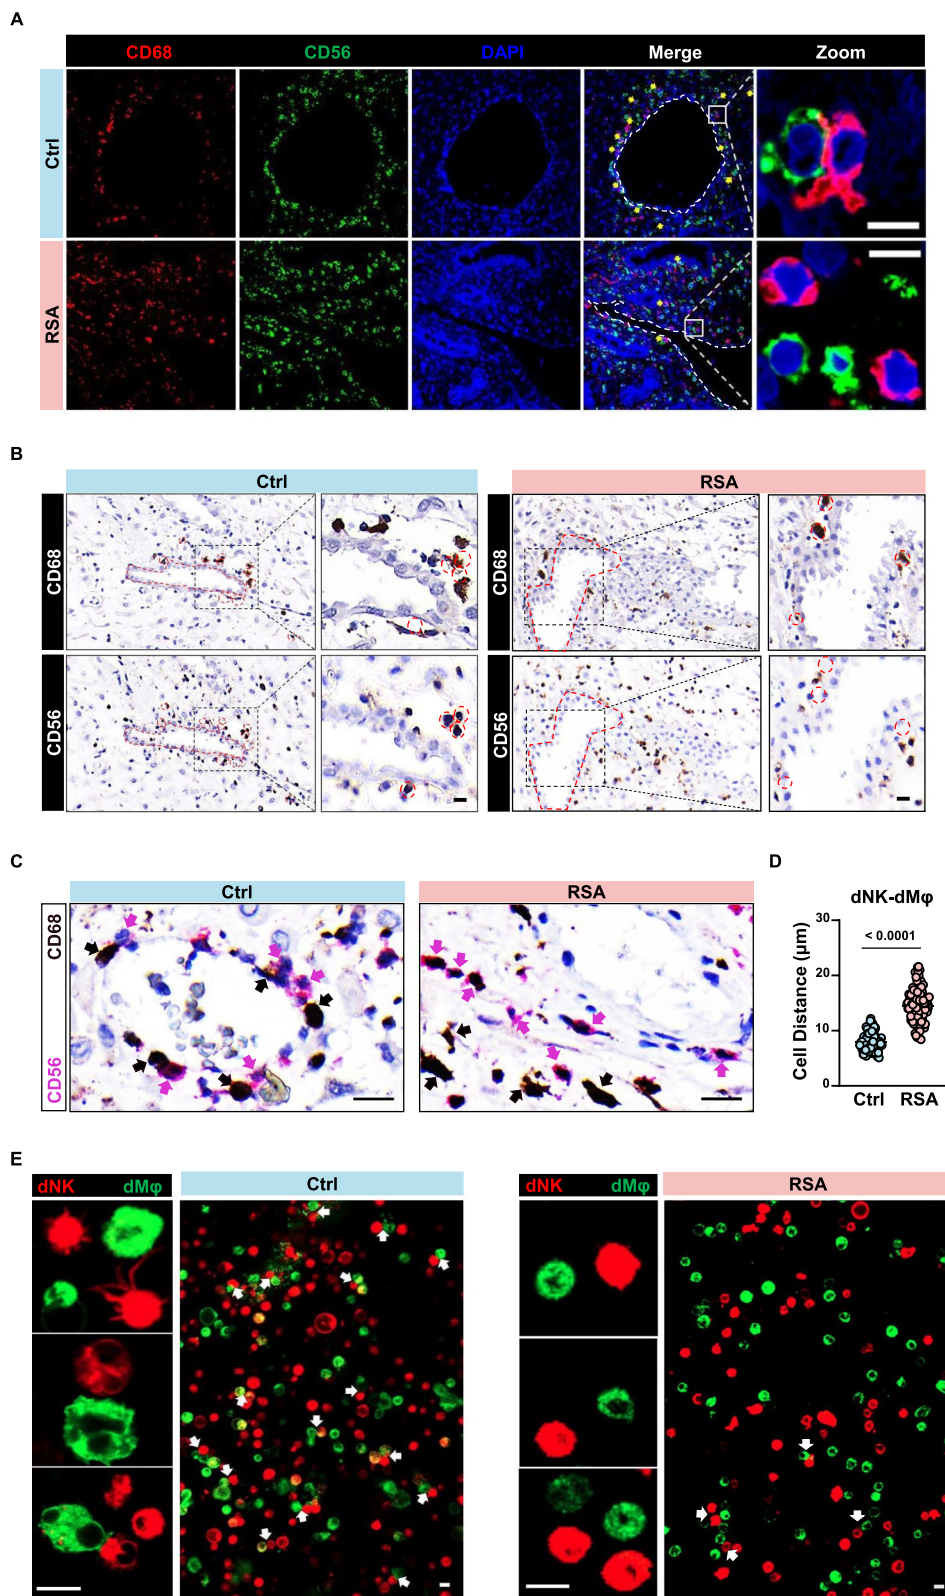 A
CD68 CD56 DAPI Merge Zoom
Ctrl
RSA
B
Ctrl RSA
CD68 CD68
CD56 CD56
C
Ctrl RSA
CD68
CD56
D
dNK-dMφ
< 0.0001
Cell Distance (μm)
30
20
10
0
Ctrl RSA
E
dNK dMφ Ctrl
dNK dMφ RSA